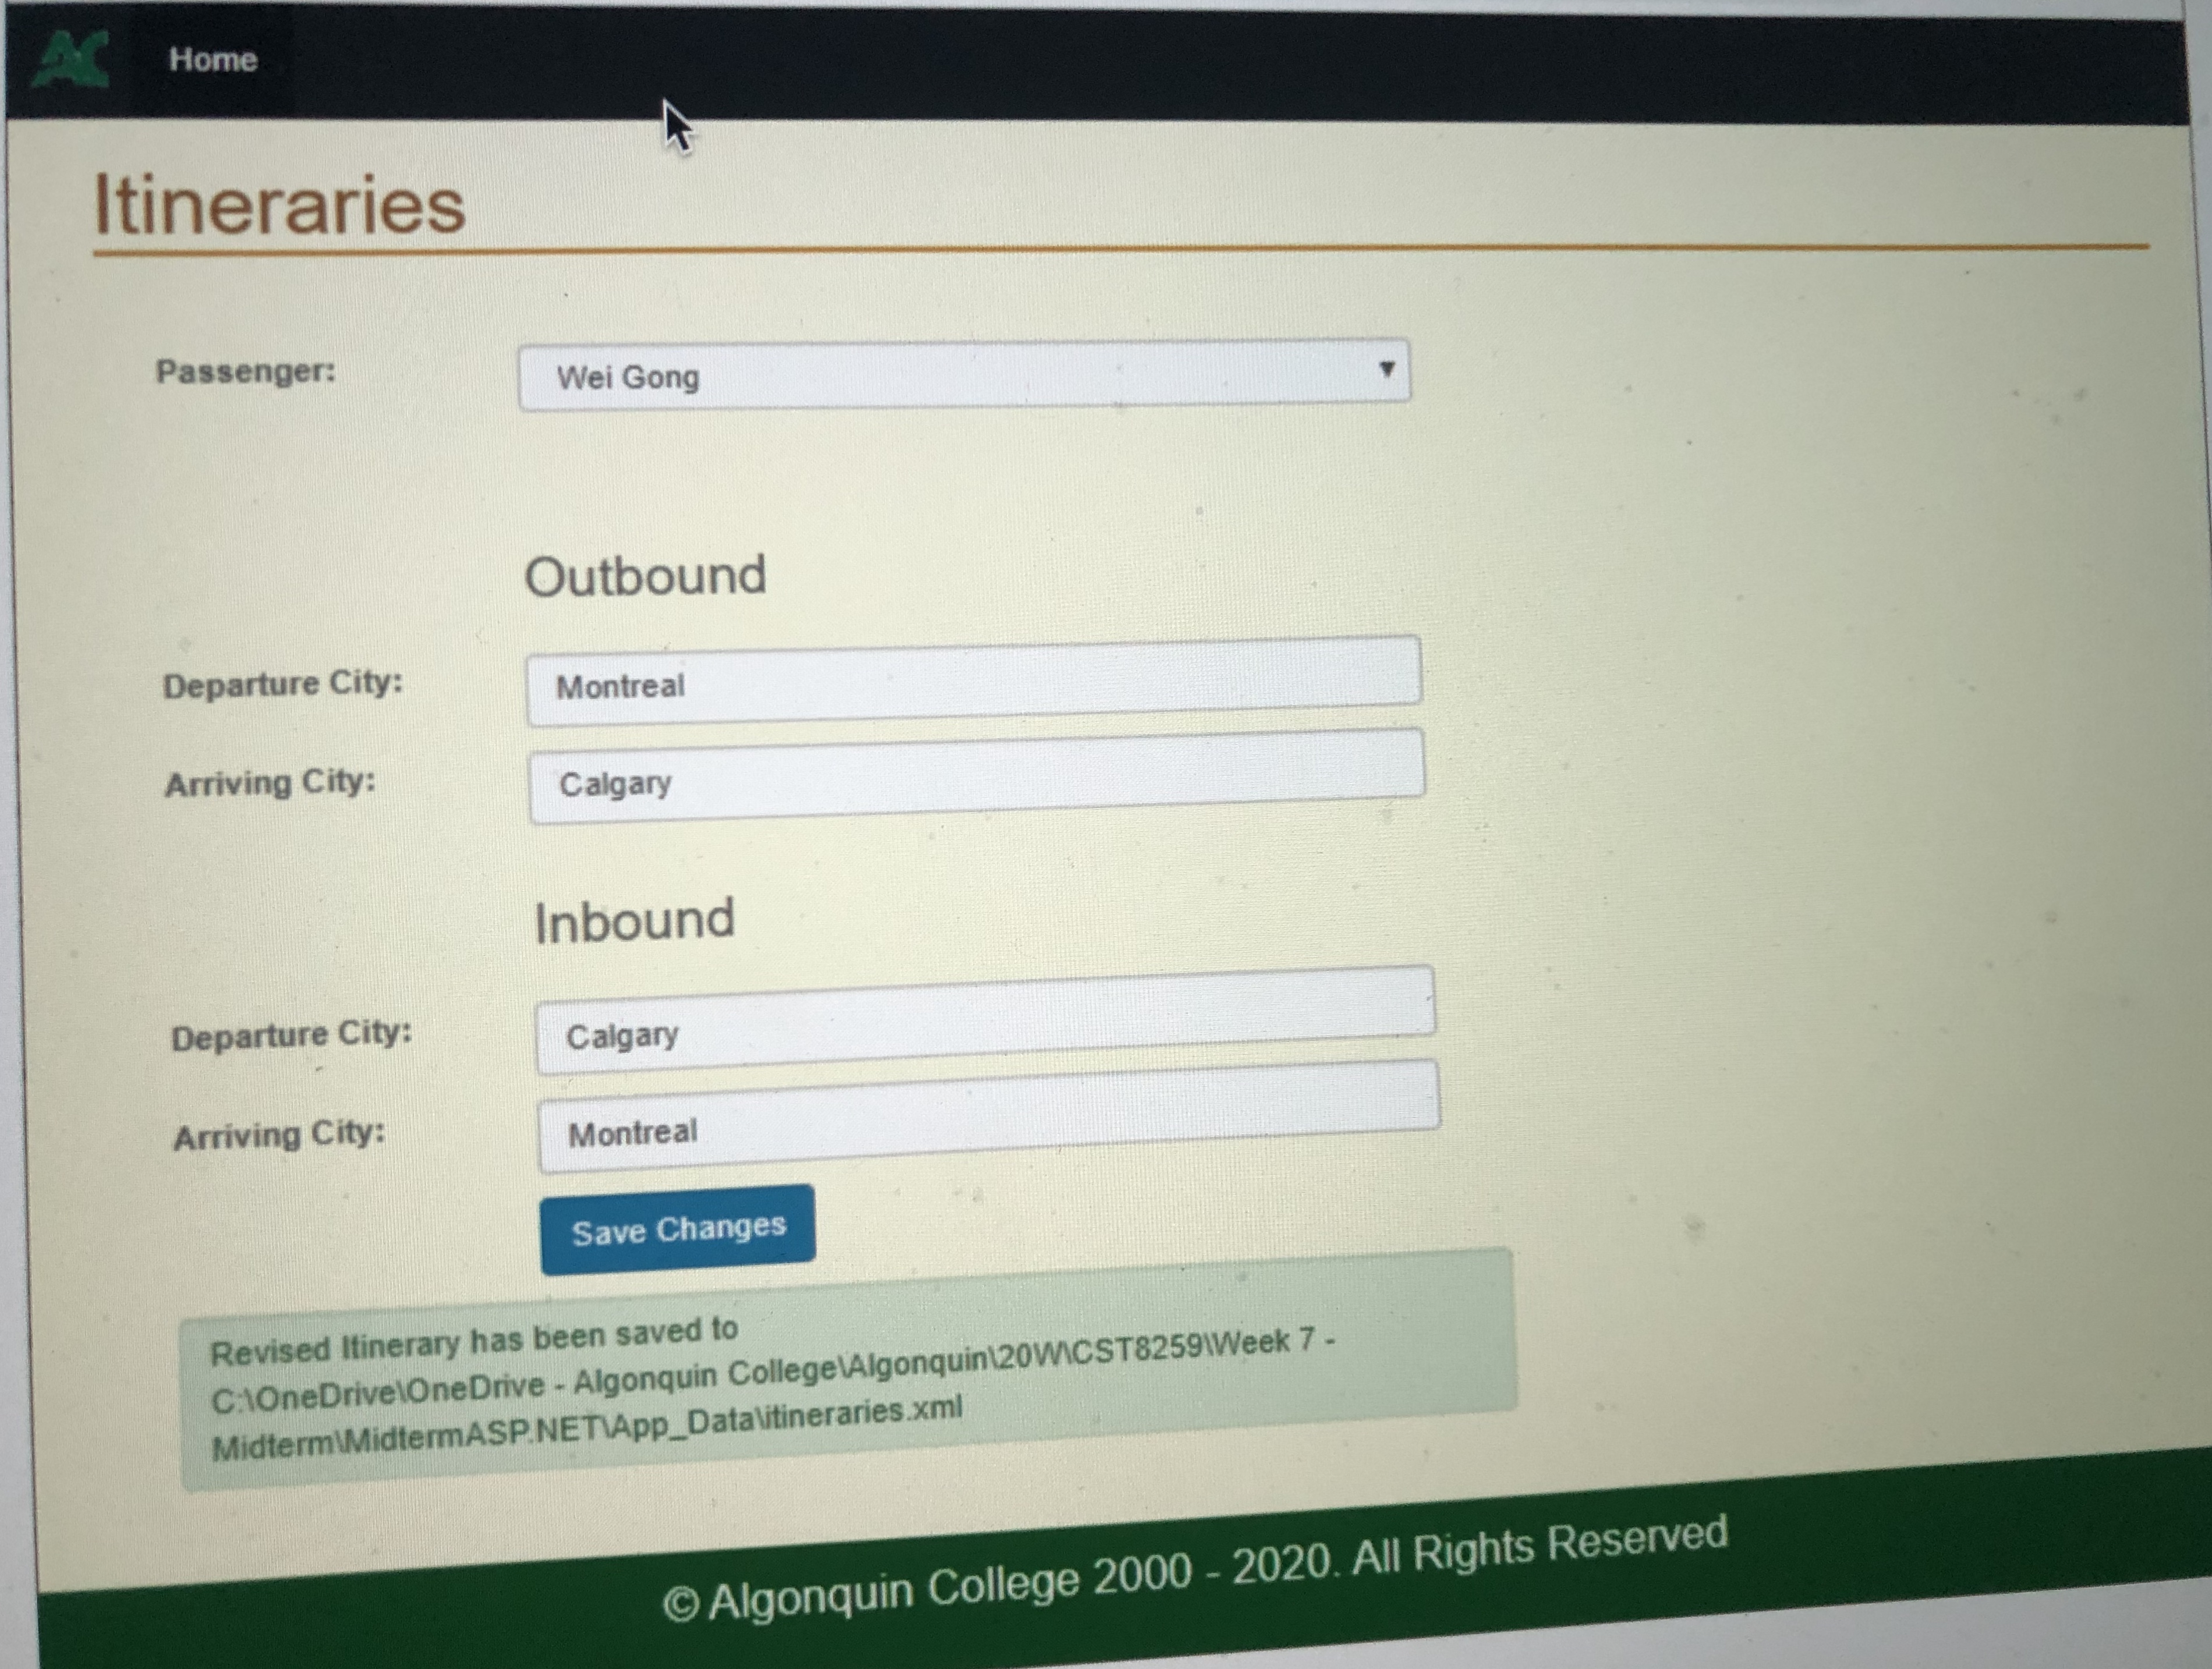 AC Home
Itineraries
Passenger: Wei Gong
Outbound
Departure City: Montreal
Arriving City: Calgary
Inbound
Departure City: Calgary
Arriving City: Montreal
Save Changes
Revised Itinerary has been saved to
C:\OneDrive\OneDrive - Algonquin College\Algonquin\20W\CST8259\Week 7 -
Midterm\MidtermASP.NET\App_Data\itineraries.xml
© Algonquin College 2000 - 2020. All Rights Reserved